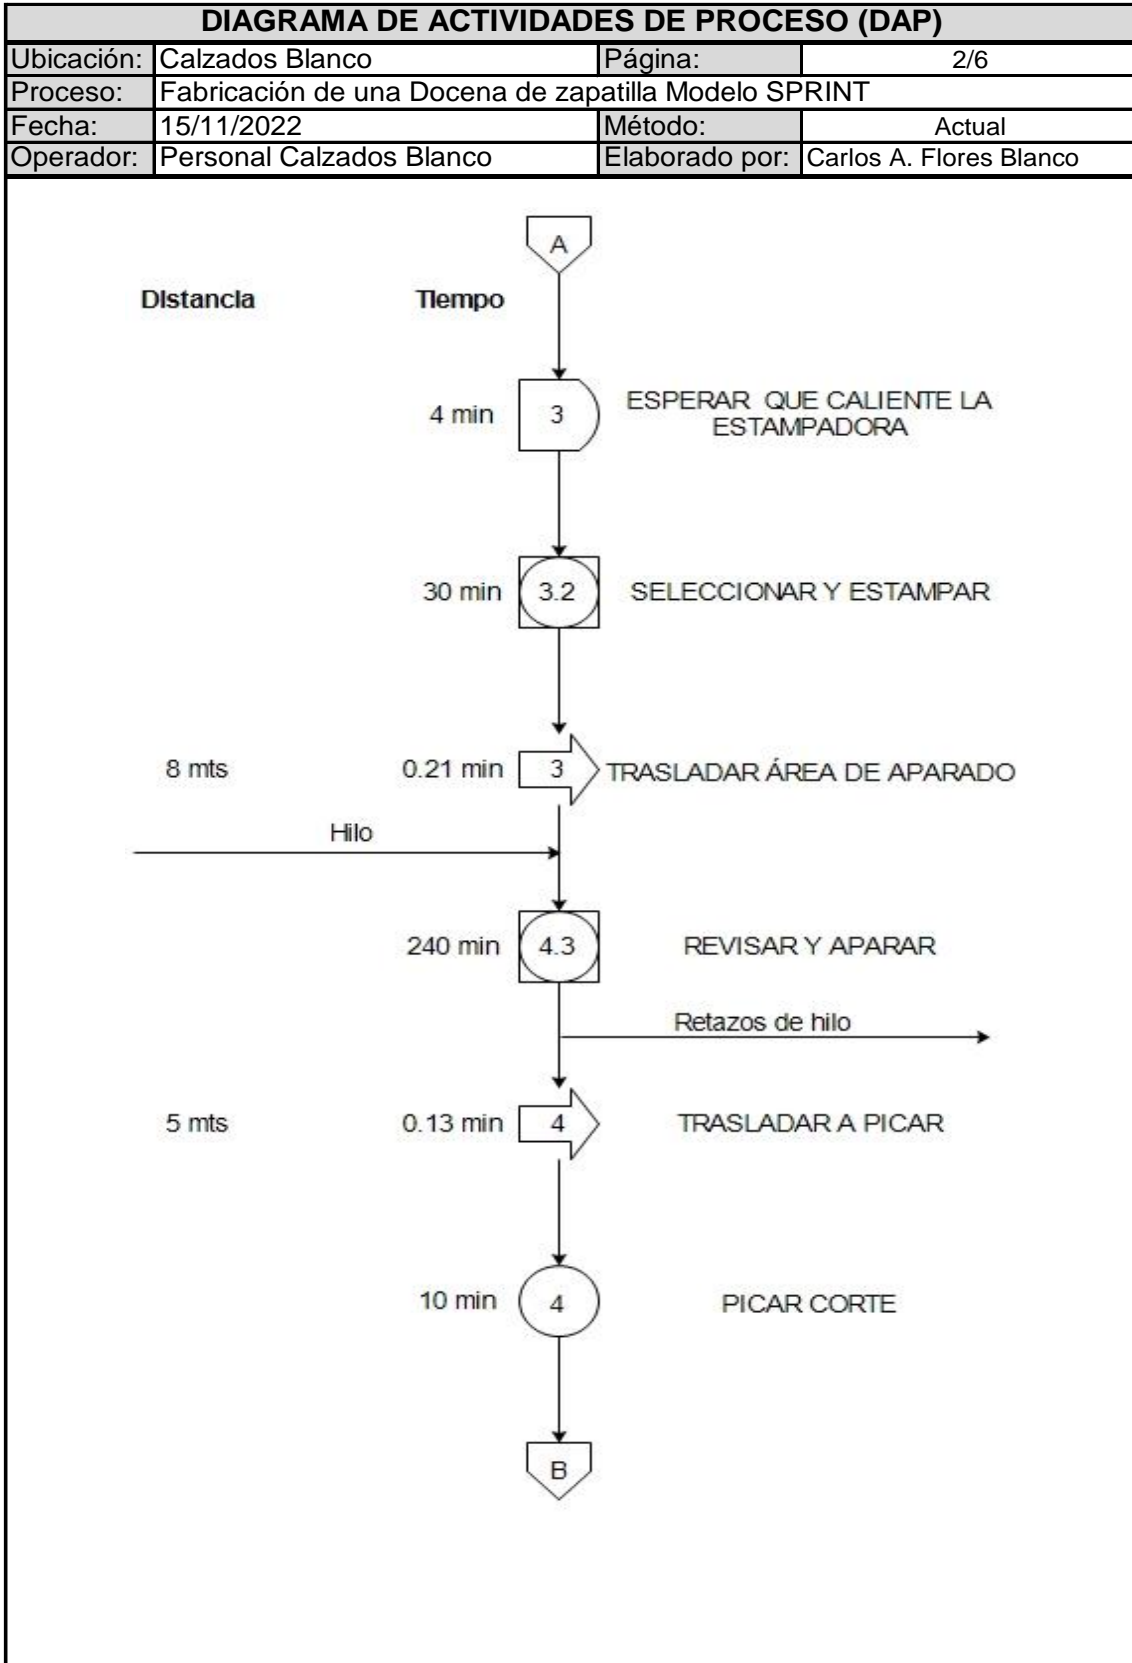 DIAGRAMA DE ACTIVIDADES DE PROCESO (DAP)
Ubicación: Calzados Blanco Página: 2/6
Proceso: Fabricación de una Docena de zapatilla Modelo SPRINT
Fecha: 15/11/2022 Método: Actual
Operador: Personal Calzados Blanco Elaborado por: Carlos A. Flores Blanco
A
Distancia Tiempo
4 min 3 ESPERAR QUE CALIENTE LA
ESTAMPADORA
30 min 3.2 SELECCIONAR Y ESTAMPAR
8 mts 0.21 min 3 TRASLADAR ÁREA DE APARADO
Hilo
240 min 4.3 REVISAR Y APARAR
Retazos de hilo
5 mts 0.13 min 4 TRASLADAR A PICAR
10 min 4 PICAR CORTE
B